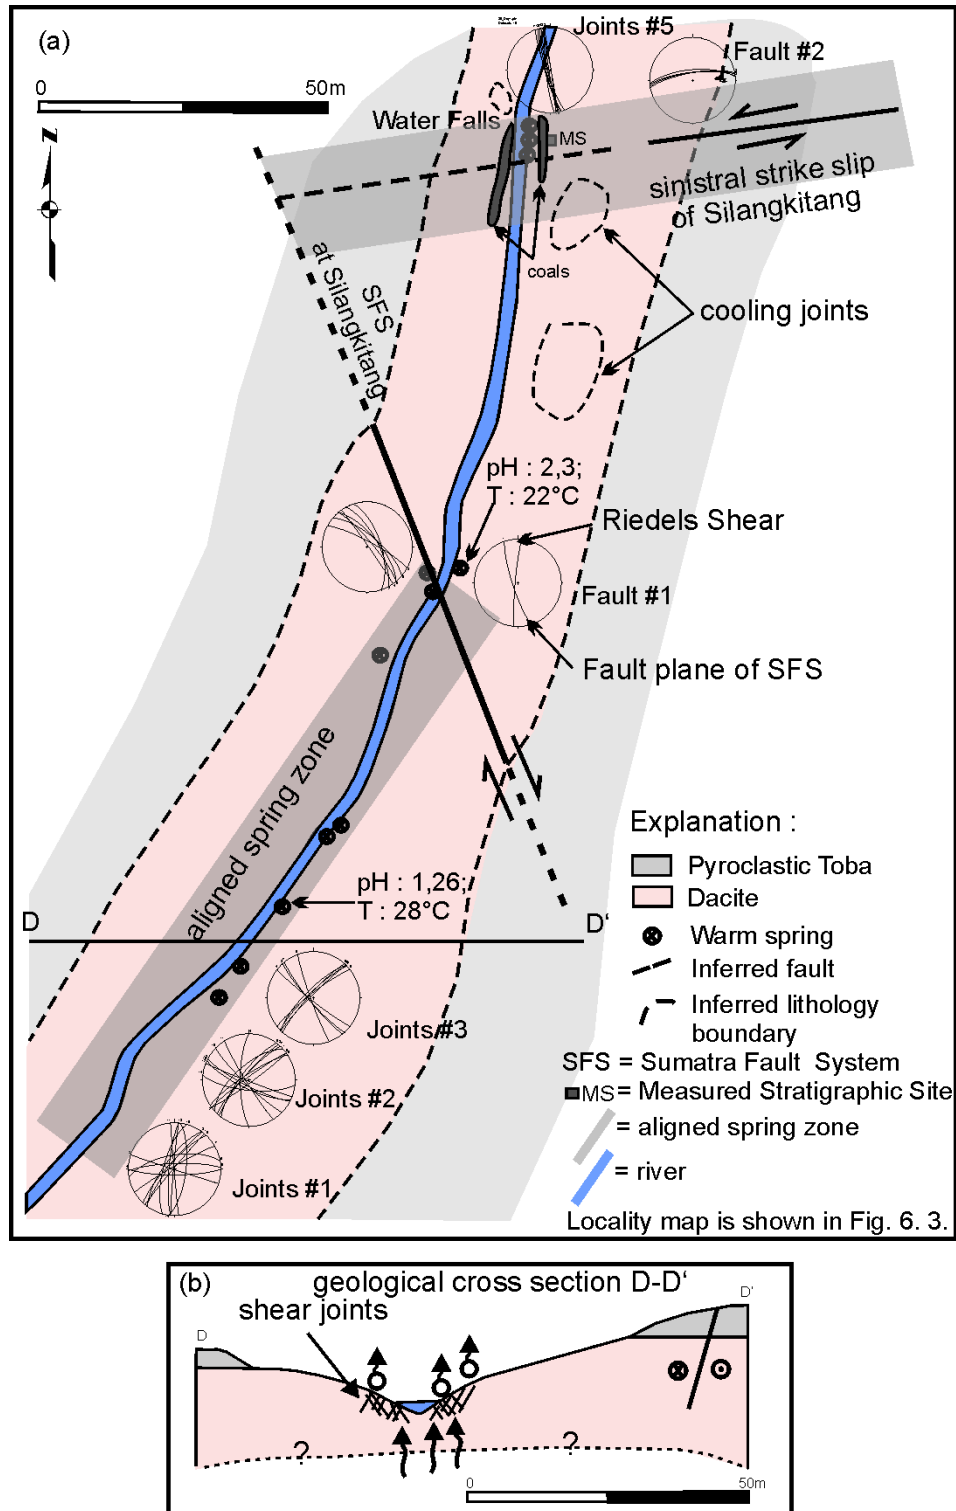 (a)
Joints #5
Fault #2
0
50m
Water Falls
MS
z
sinistral strike slip
of Silangkitang
coals
SFS
at Silangkitang
cooling joints
pH : 2,3;
T : 22°C
Riedels Shear
Fault #1
Fault plane of SFS
aligned spring zone
pH : 1,26;
T : 28°C
D
D‘
Joints #3
Joints #2
Joints #1
Explanation :
Pyroclastic Toba
Dacite
Warm spring
Inferred fault
Inferred lithology
boundary
SFS = Sumatra Fault System
MS= Measured Stratigraphic Site
= aligned spring zone
= river
Locality map is shown in Fig. 6. 3.
(b)
geological cross section D-D‘
shear joints
D
D‘
?
?
0
50m